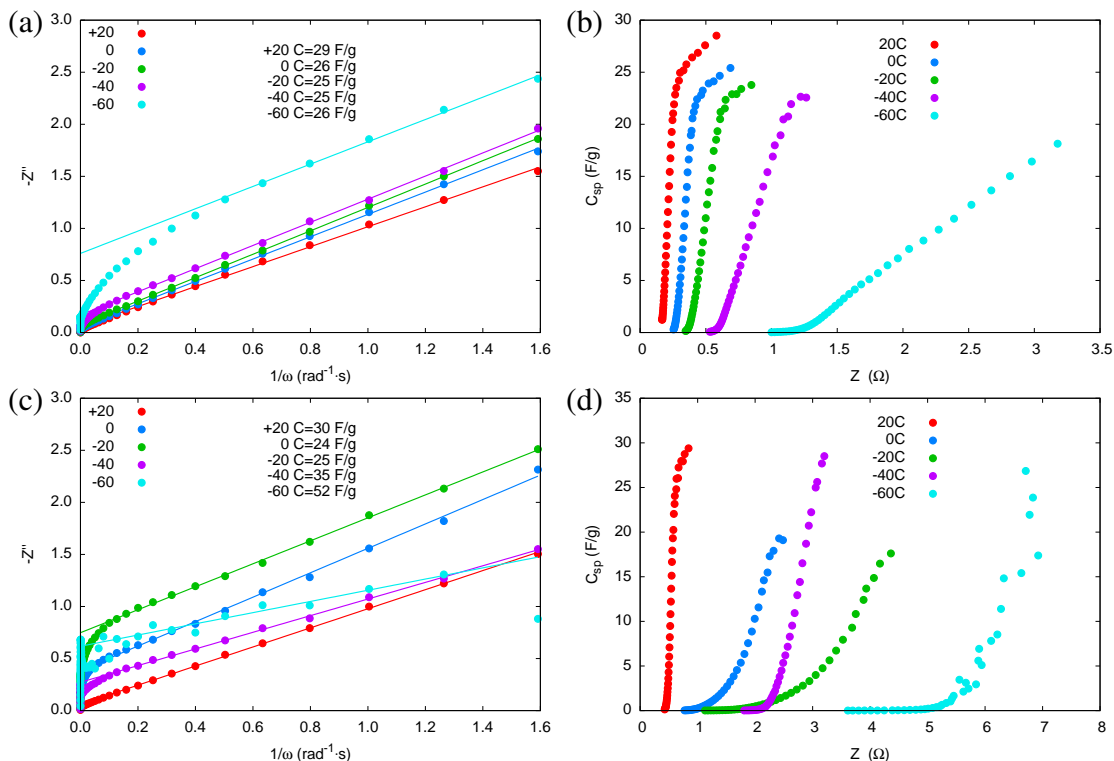 (a)
3.0
2.5
2.0
1.5
1.0
0.5
0.0
-Z"
+20
0
-20
-40
-60
+20 C=29 F/g
0 C=26 F/g
-20 C=25 F/g
-40 C=25 F/g
-60 C=26 F/g
0.0 0.2 0.4 0.6 0.8 1.0 1.2 1.4 1.6
1/ω (rad⁻¹·s)
(b)
30
25
20
15
10
5
0
C_sp (F/g)
20C
0C
-20C
-40C
-60C
0 0.5 1 1.5 2 2.5 3 3.5
Z (Ω)
(c)
3.0
2.5
2.0
1.5
1.0
0.5
0.0
-Z"
+20
0
-20
-40
-60
+20 C=30 F/g
0 C=24 F/g
-20 C=25 F/g
-40 C=35 F/g
-60 C=52 F/g
0.0 0.2 0.4 0.6 0.8 1.0 1.2 1.4 1.6
1/ω (rad⁻¹·s)
(d)
35
30
25
20
15
10
5
0
C_sp (F/g)
20C
0C
-20C
-40C
-60C
0 1 2 3 4 5 6 7 8
Z (Ω)